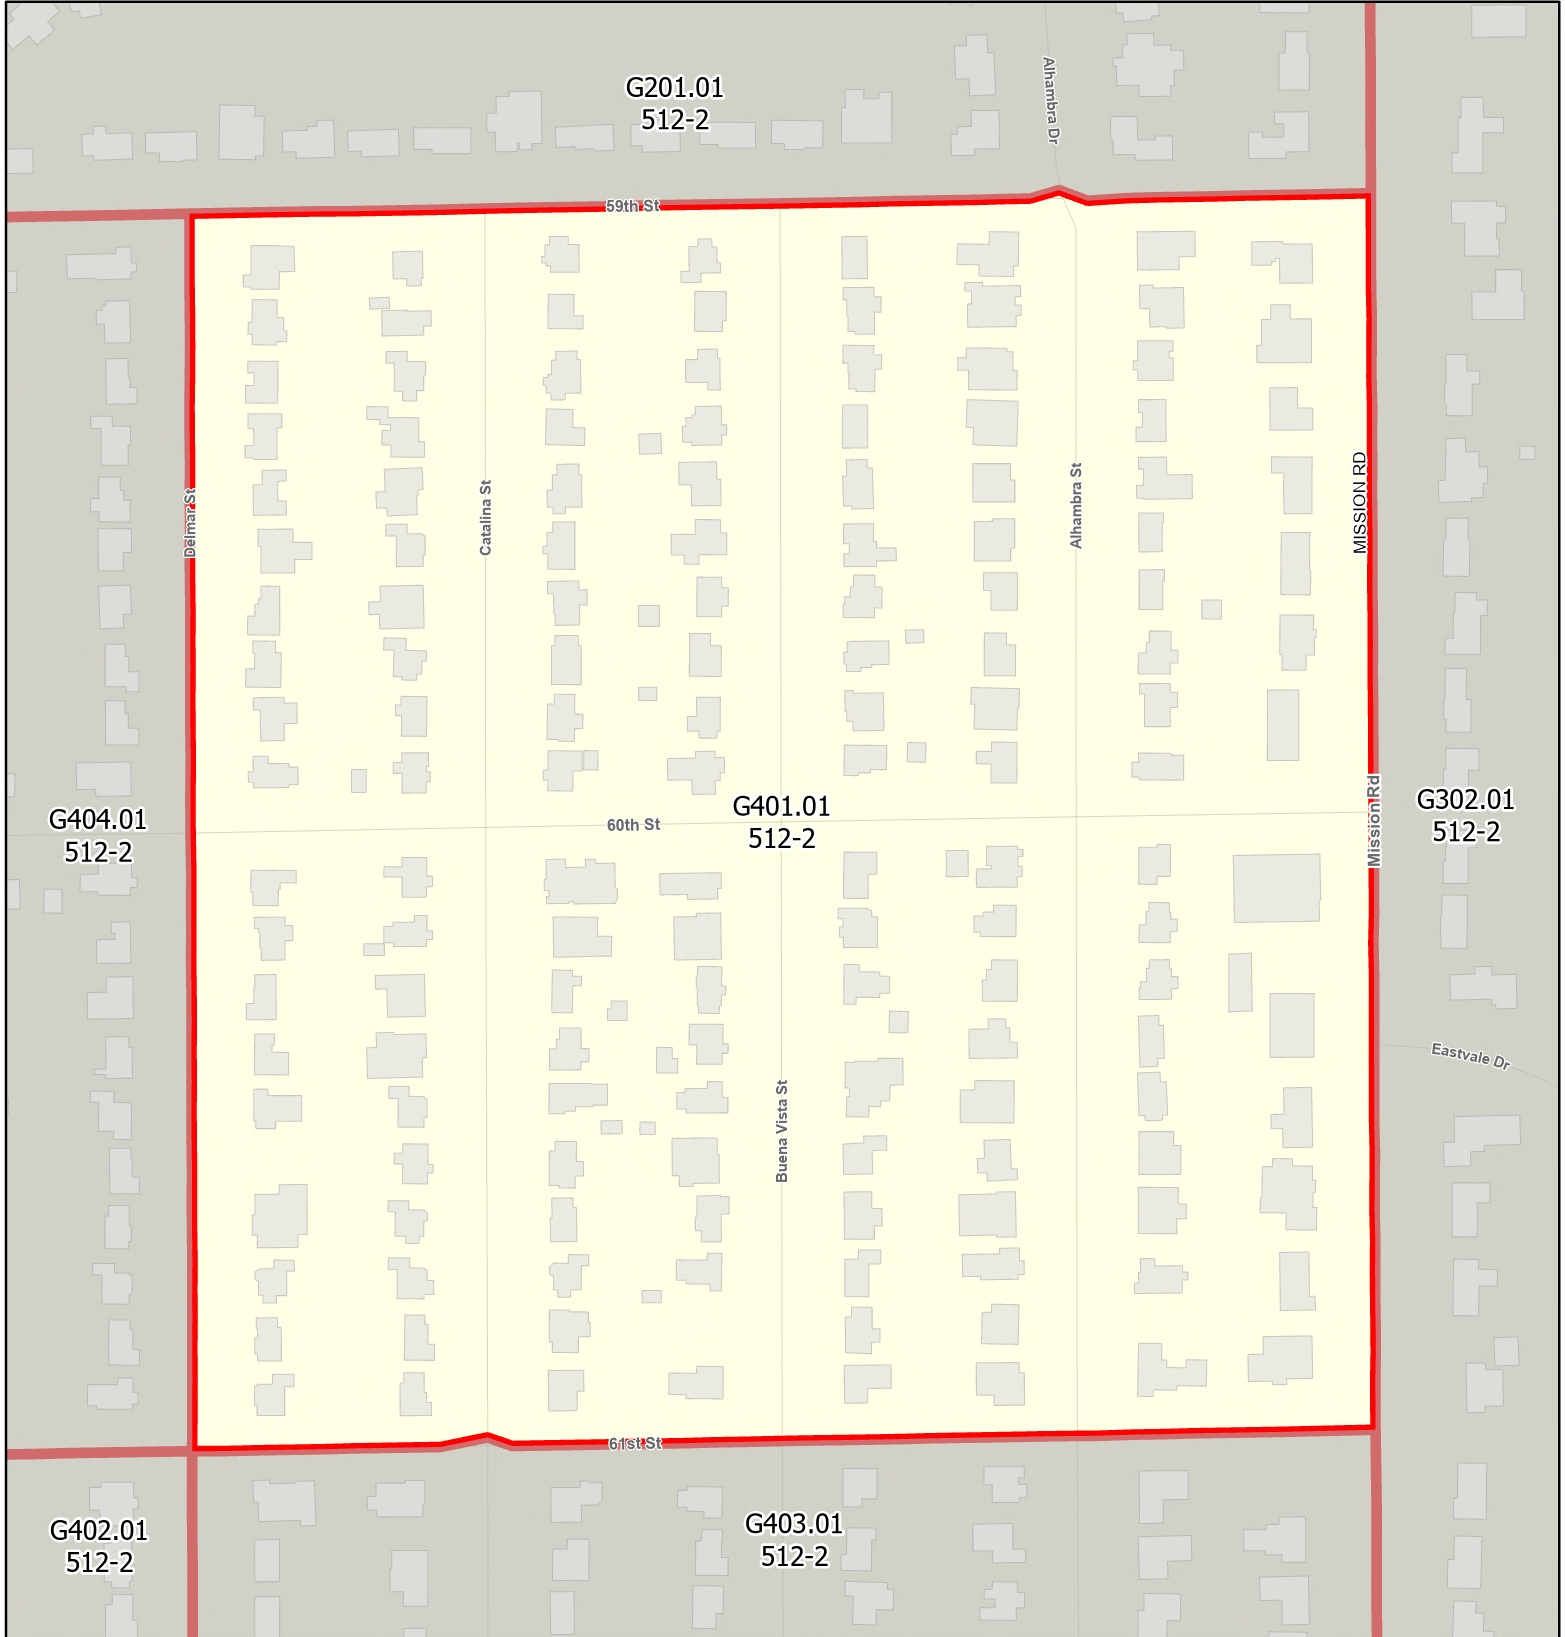 Alhambra Dr
G201.01
512-2
59th St
Delmar St
Catalina St
Alhambra St
MISSION RD
G404.01
512-2
60th St
G401.01
512-2
Mission Rd
G302.01
512-2
Eastvale Dr
Buena Vista St
61st St
G402.01
512-2
G403.01
512-2